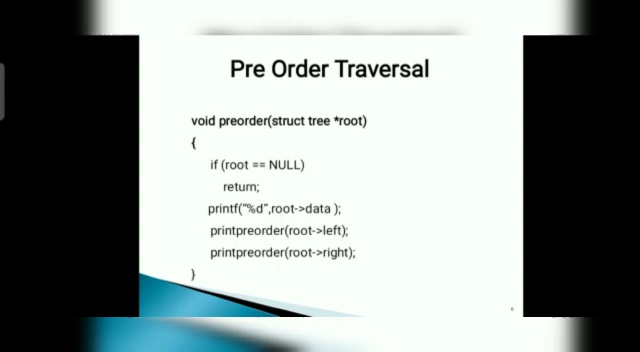 Pre Order Traversal
void preorder(struct tree *root)
{
if (root == NULL)
return;
printf("%d",root->data );
printpreorder(root->left);
printpreorder(root->right);
}